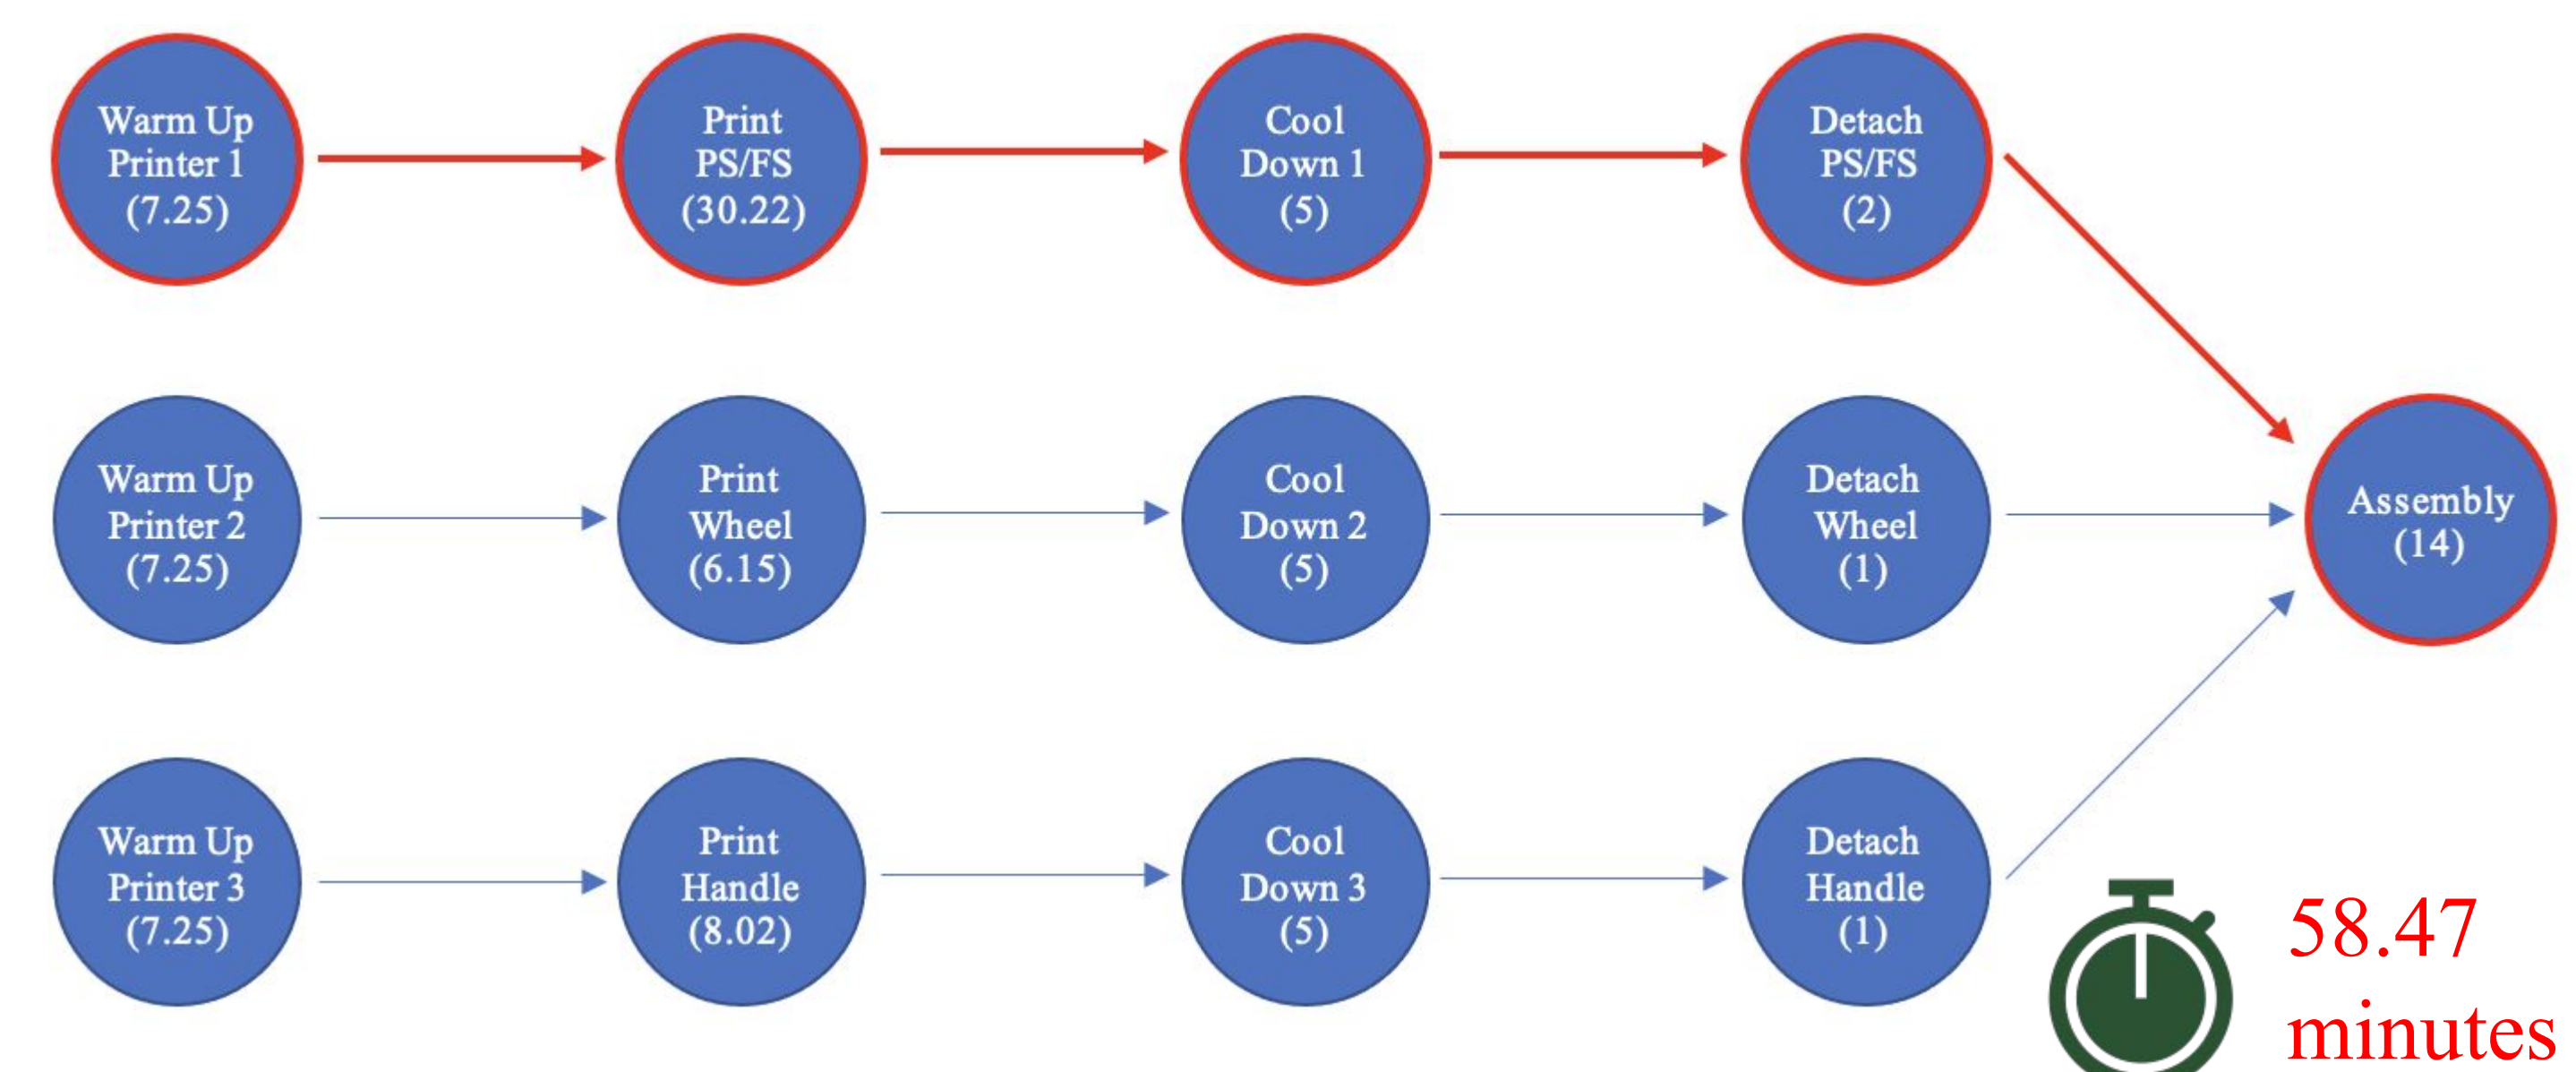 Warm Up
Printer 1
(7.25)
Print
PS/FS
(30.22)
Cool
Down 1
(5)
Detach
PS/FS
(2)
Warm Up
Printer 2
(7.25)
Print
Wheel
(6.15)
Cool
Down 2
(5)
Detach
Wheel
(1)
Assembly
(14)
Warm Up
Printer 3
(7.25)
Print
Handle
(8.02)
Cool
Down 3
(5)
Detach
Handle
(1)
58.47
minutes